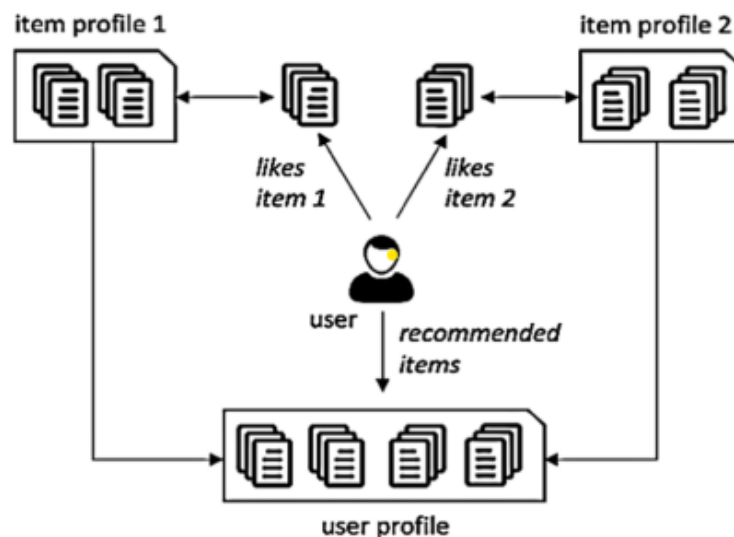 item profile 1
item profile 2
likes
item 1
likes
item 2
user
recommended
items
user profile